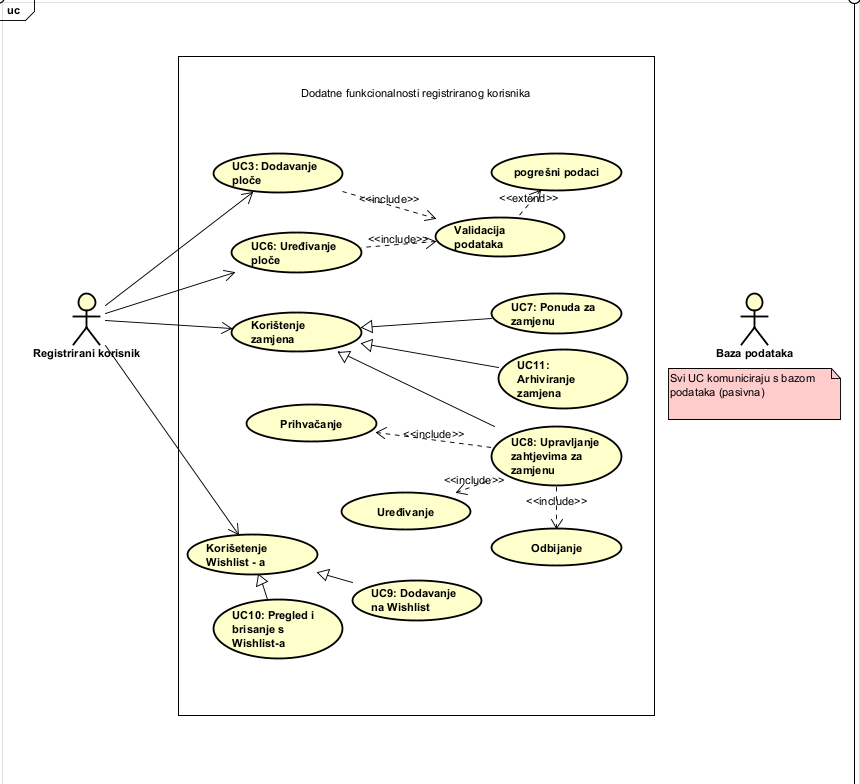 uc
Dodatne funkcionalnosti registriranog korisnika
UC3: Dodavanje
ploče
pogrešni podaci
<<include>>
<<extend>>
Validacija
podataka
UC6: Uređivanje
ploče
<<include>>
Korištenje
zamjena
UC7: Ponuda za
zamjenu
Registrirani korisnik
Baza podataka
UC11:
Arhiviranje
zamjena
Svi UC komuniciraju s bazom
podataka (pasivna)
Prihvačanje
<<include>>
UC8: Upravljanje
zahtjevima za
zamjenu
<<include>>
<<include>>
Uređivanje
Odbijanje
Korišetenje
Wishlist - a
UC9: Dodavanje
na Wishlist
UC10: Pregled i
brisanje s
Wishlist-a